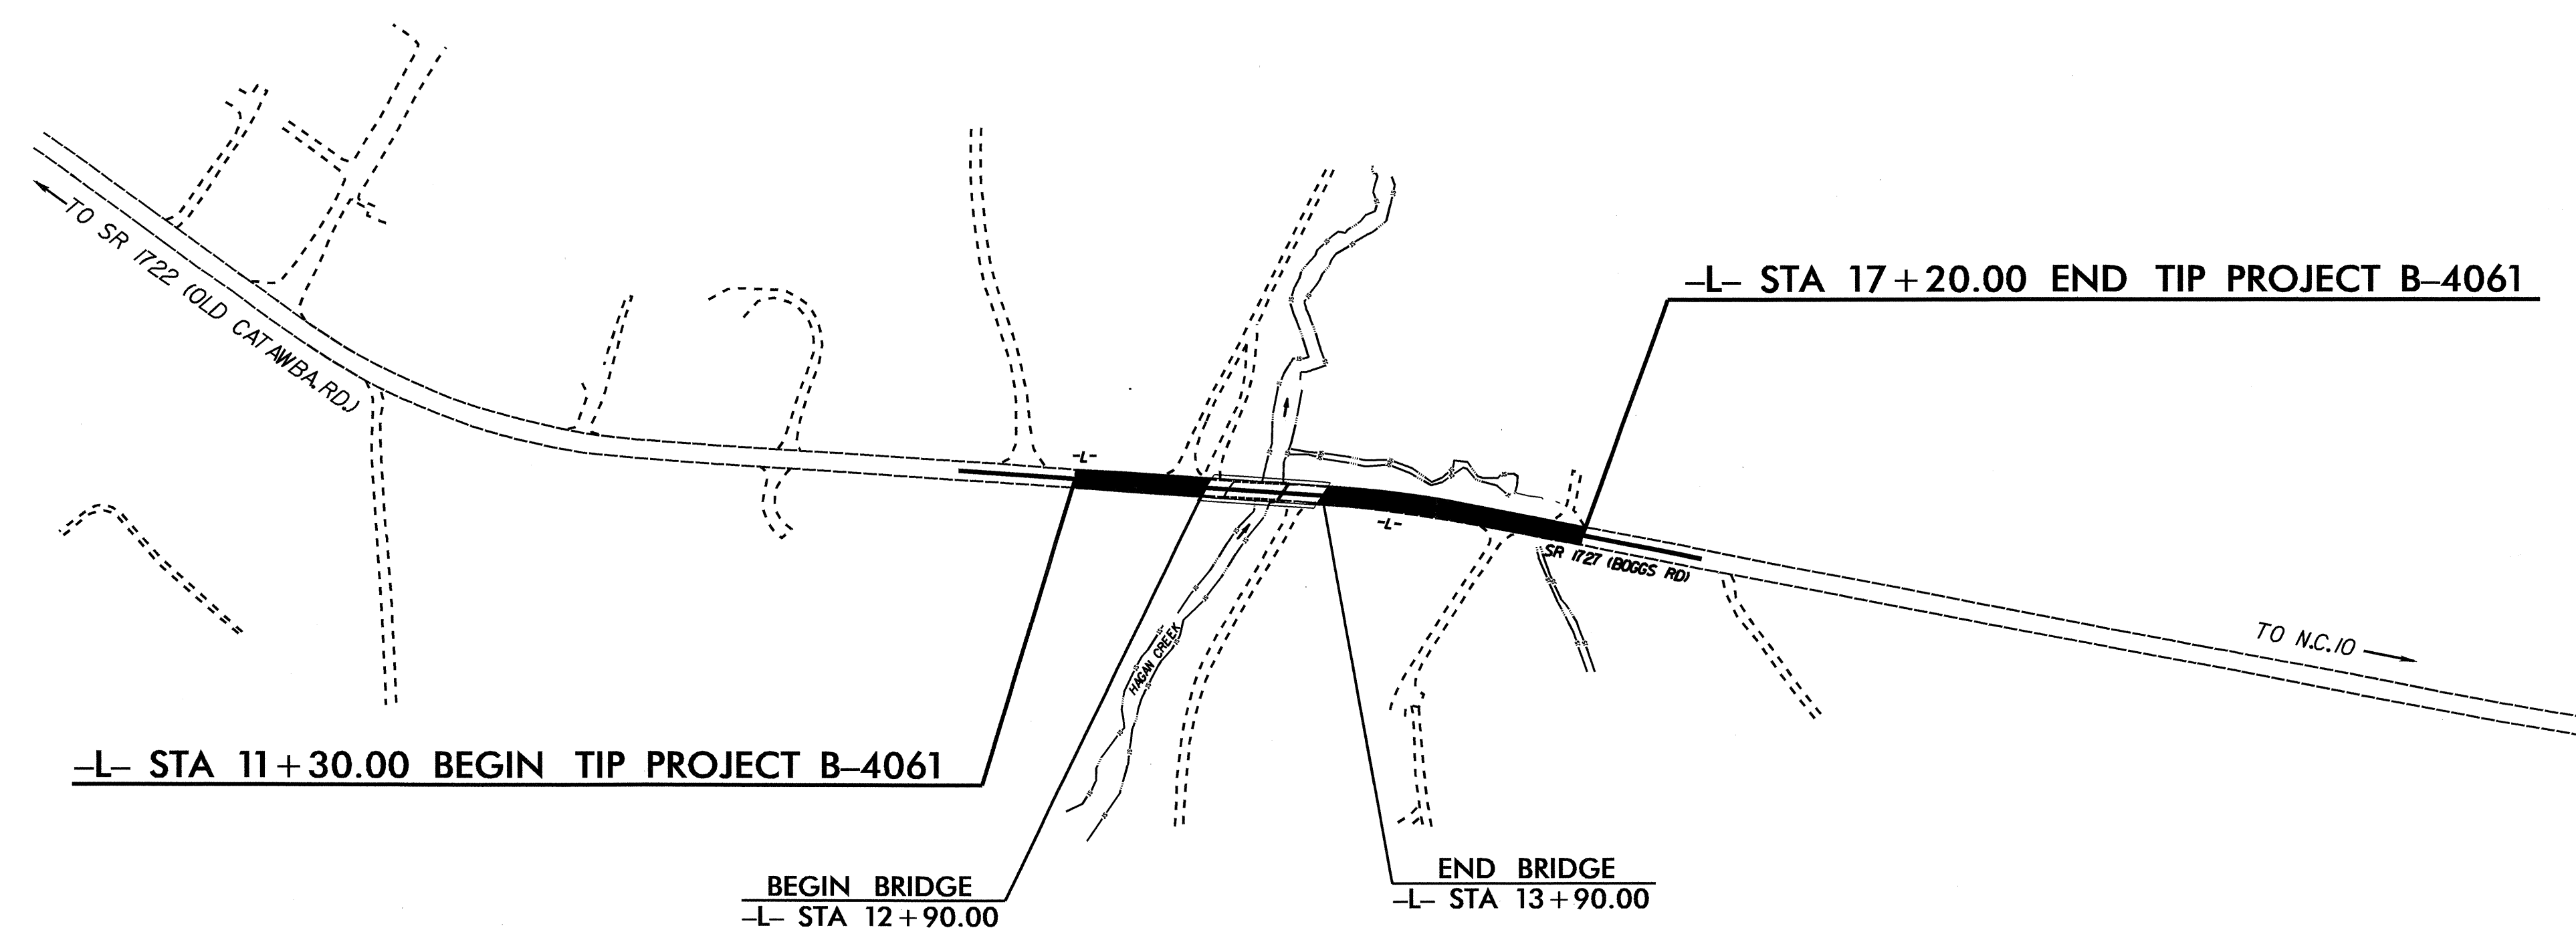 TO SR 1722 (OLD CATAWBA RD.)
-L- STA 17+20.00 END TIP PROJECT B-4061
-L-
-L-
SR 1727 (BOGGS RD)
TO N.C. 10
HAGAN CREEK
-L- STA 11+30.00 BEGIN TIP PROJECT B-4061
BEGIN BRIDGE
-L- STA 12+90.00
END BRIDGE
-L- STA 13+90.00